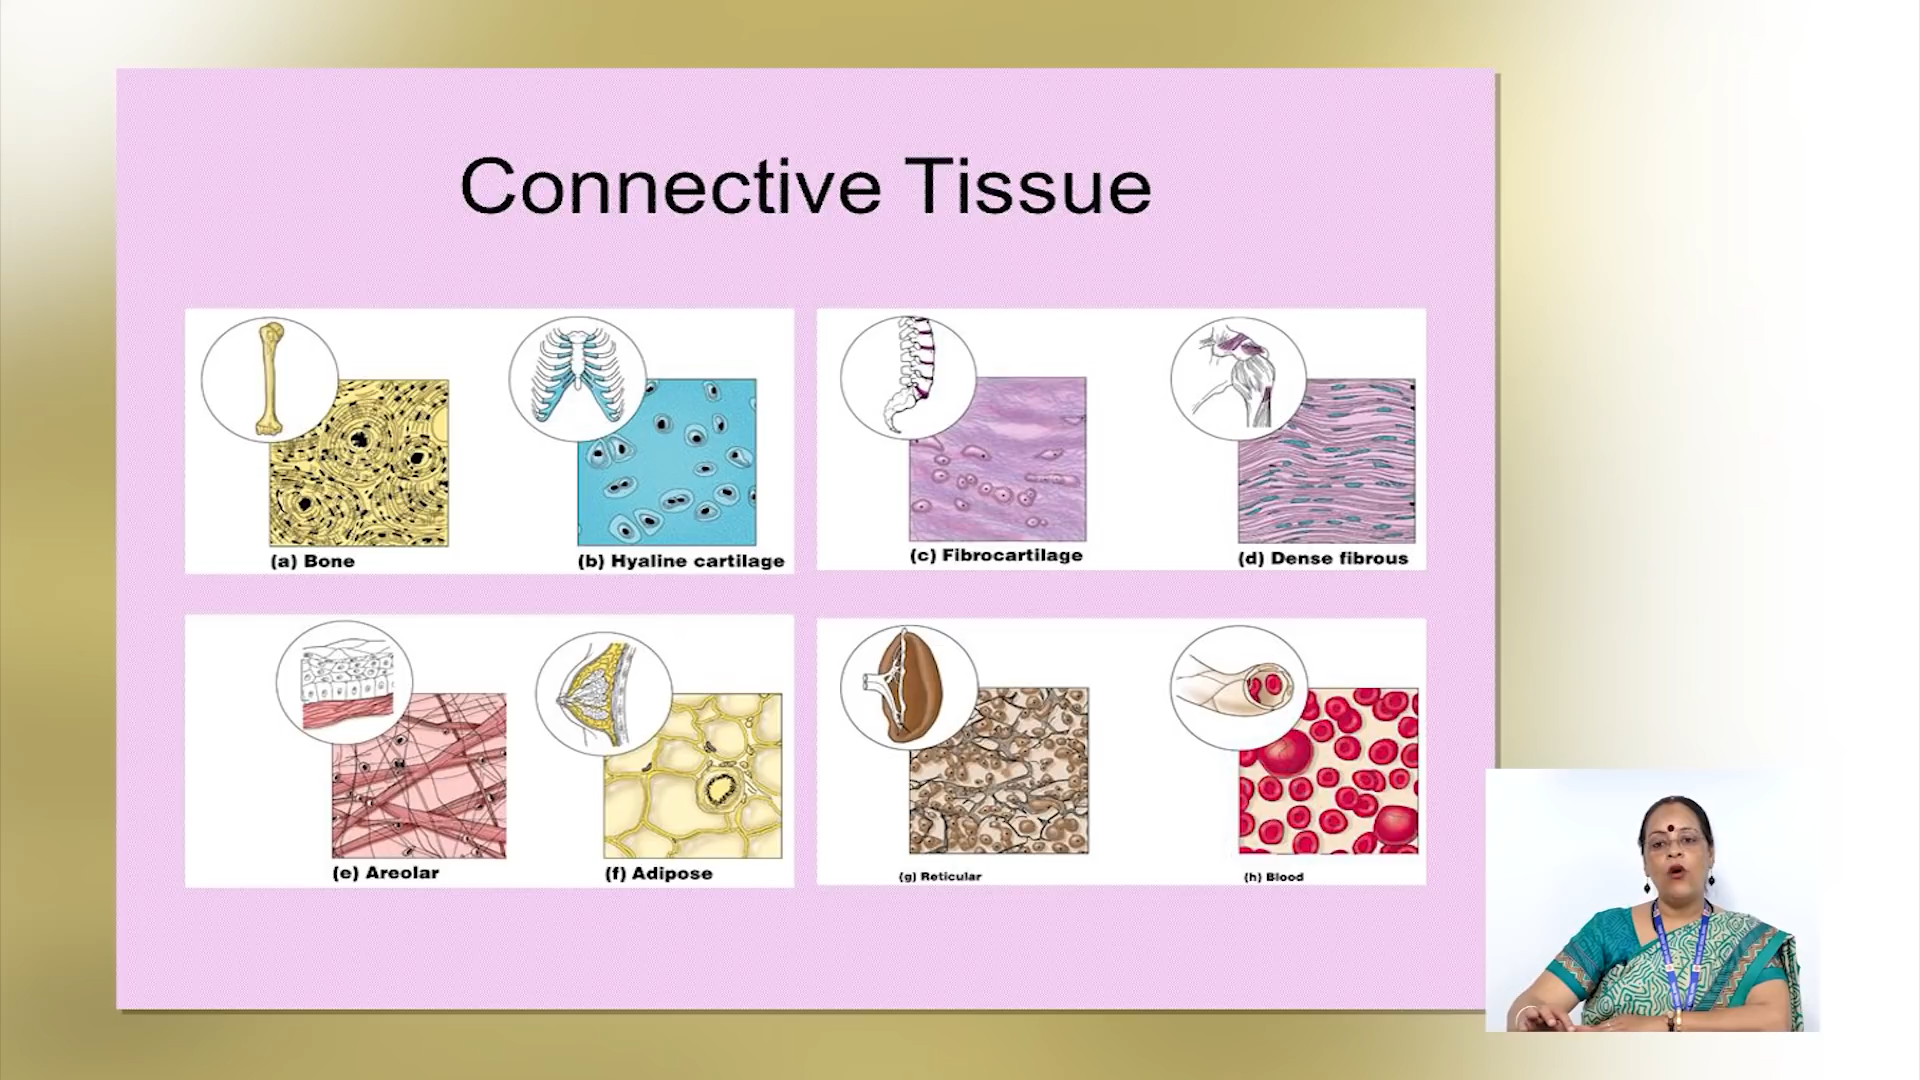 Connective Tissue
(a) Bone
(b) Hyaline cartilage
(c) Fibrocartilage
(d) Dense fibrous
(e) Areolar
(f) Adipose
(g) Reticular
(h) Blood